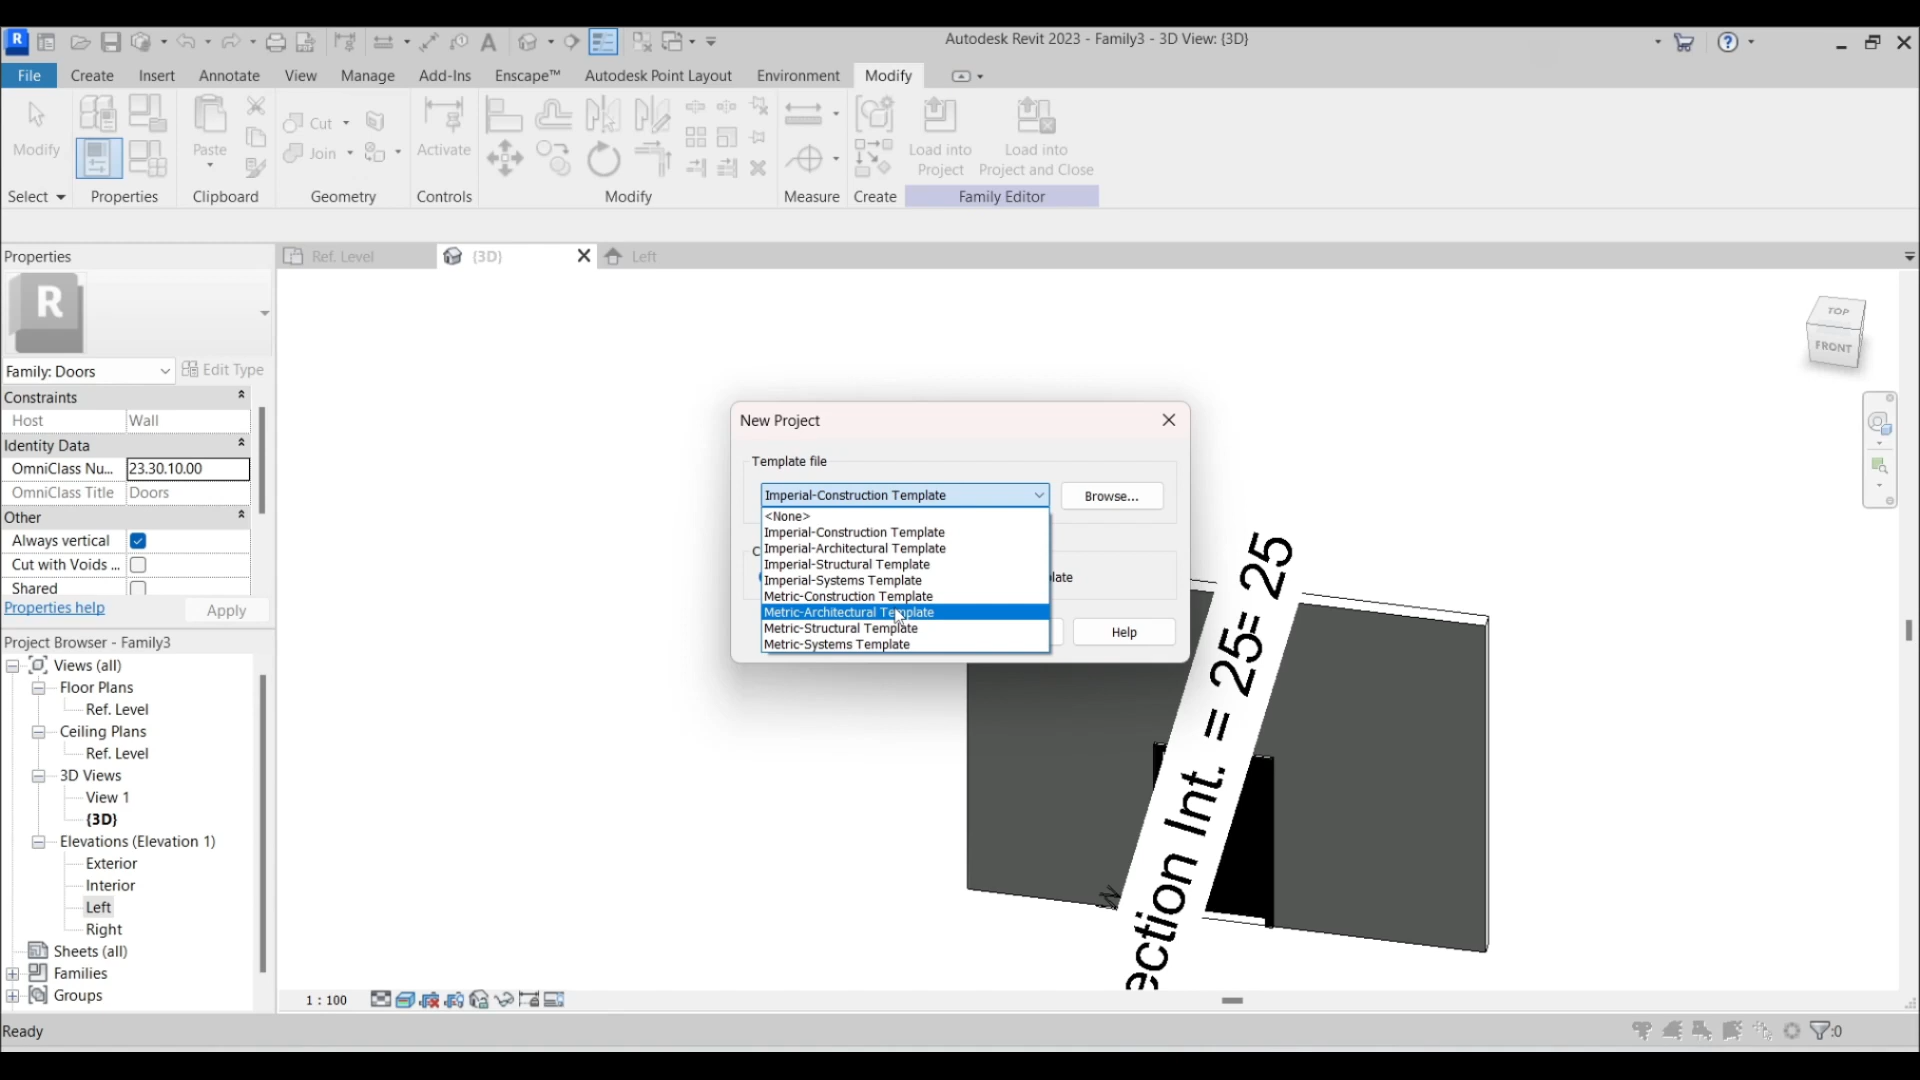 R
Autodesk Revit 2023 - Family3 - 3D View: {3D}
File Create Insert Annotate View Manage Add-Ins Enscape™ Autodesk Point Layout Environment Modify
Modify
Paste
Cut
Join
Activate
Load into
Project
Load into
Project and Close
Select Properties Clipboard Geometry Controls Modify Measure Create Family Editor
Properties
Ref. Level
{3D}
Left
R
Family: Doors
Edit Type
Constraints
Host Wall
Identity Data
OmniClass Nu... 23.30.10.00
OmniClass Title Doors
Other
Always vertical
Cut with Voids ...
Shared
Properties help
Apply
Project Browser - Family3
Views (all)
Floor Plans
Ref. Level
Ceiling Plans
Ref. Level
3D Views
View 1
{3D}
Elevations (Elevation 1)
Exterior
Interior
Left
Right
Sheets (all)
Families
Groups
New Project
Template file
Imperial-Construction Template
Browse...
<None>
Imperial-Construction Template
Imperial-Architectural Template
Imperial-Structural Template
Imperial-Systems Template
Metric-Construction Template
Metric-Architectural Template
Metric-Structural Template
Metric-Systems Template
C
late
Help
TOP
FRONT
ection Int. = 25= 25
W
1 : 100
Ready
:0